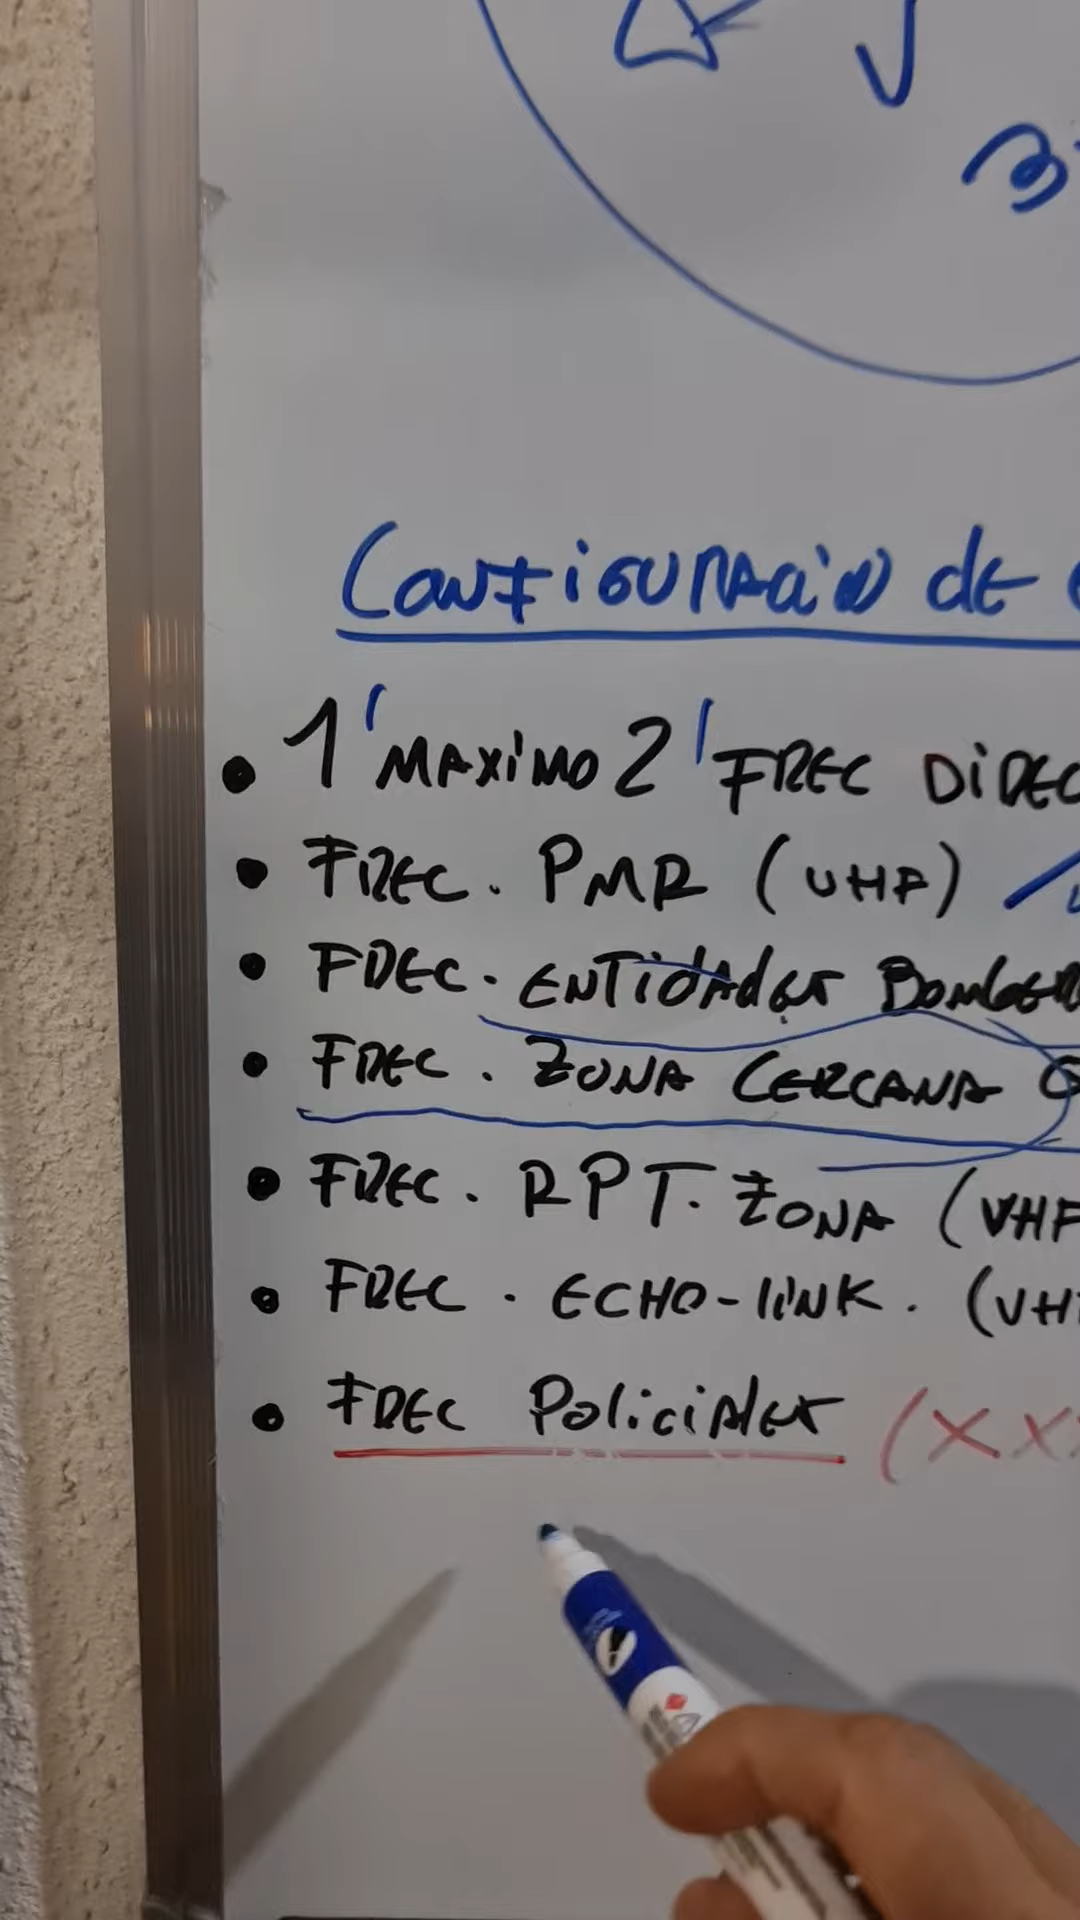 Configuración de
• 1' MAXIMO 2' FREC DIREC
• FREC. PMR (UHF)
• FREC. ENTIDADES BOMBER
• FREC. ZONA CERCANA
• FREC. RPT. ZONA (VHF
• FREC. ECHO-LINK. (VH
• FREC Policiales (XX